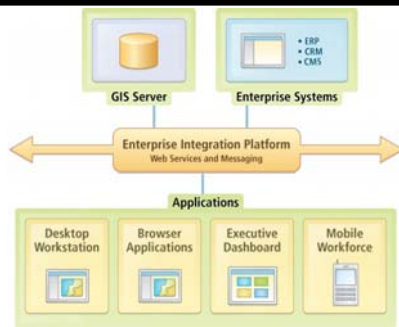 • ERP
• CRM
• CMS
GIS Server
Enterprise Systems
Enterprise Integration Platform
Web Services and Messaging
Applications
Desktop
Workstation
Browser
Applications
Executive
Dashboard
Mobile
Workforce